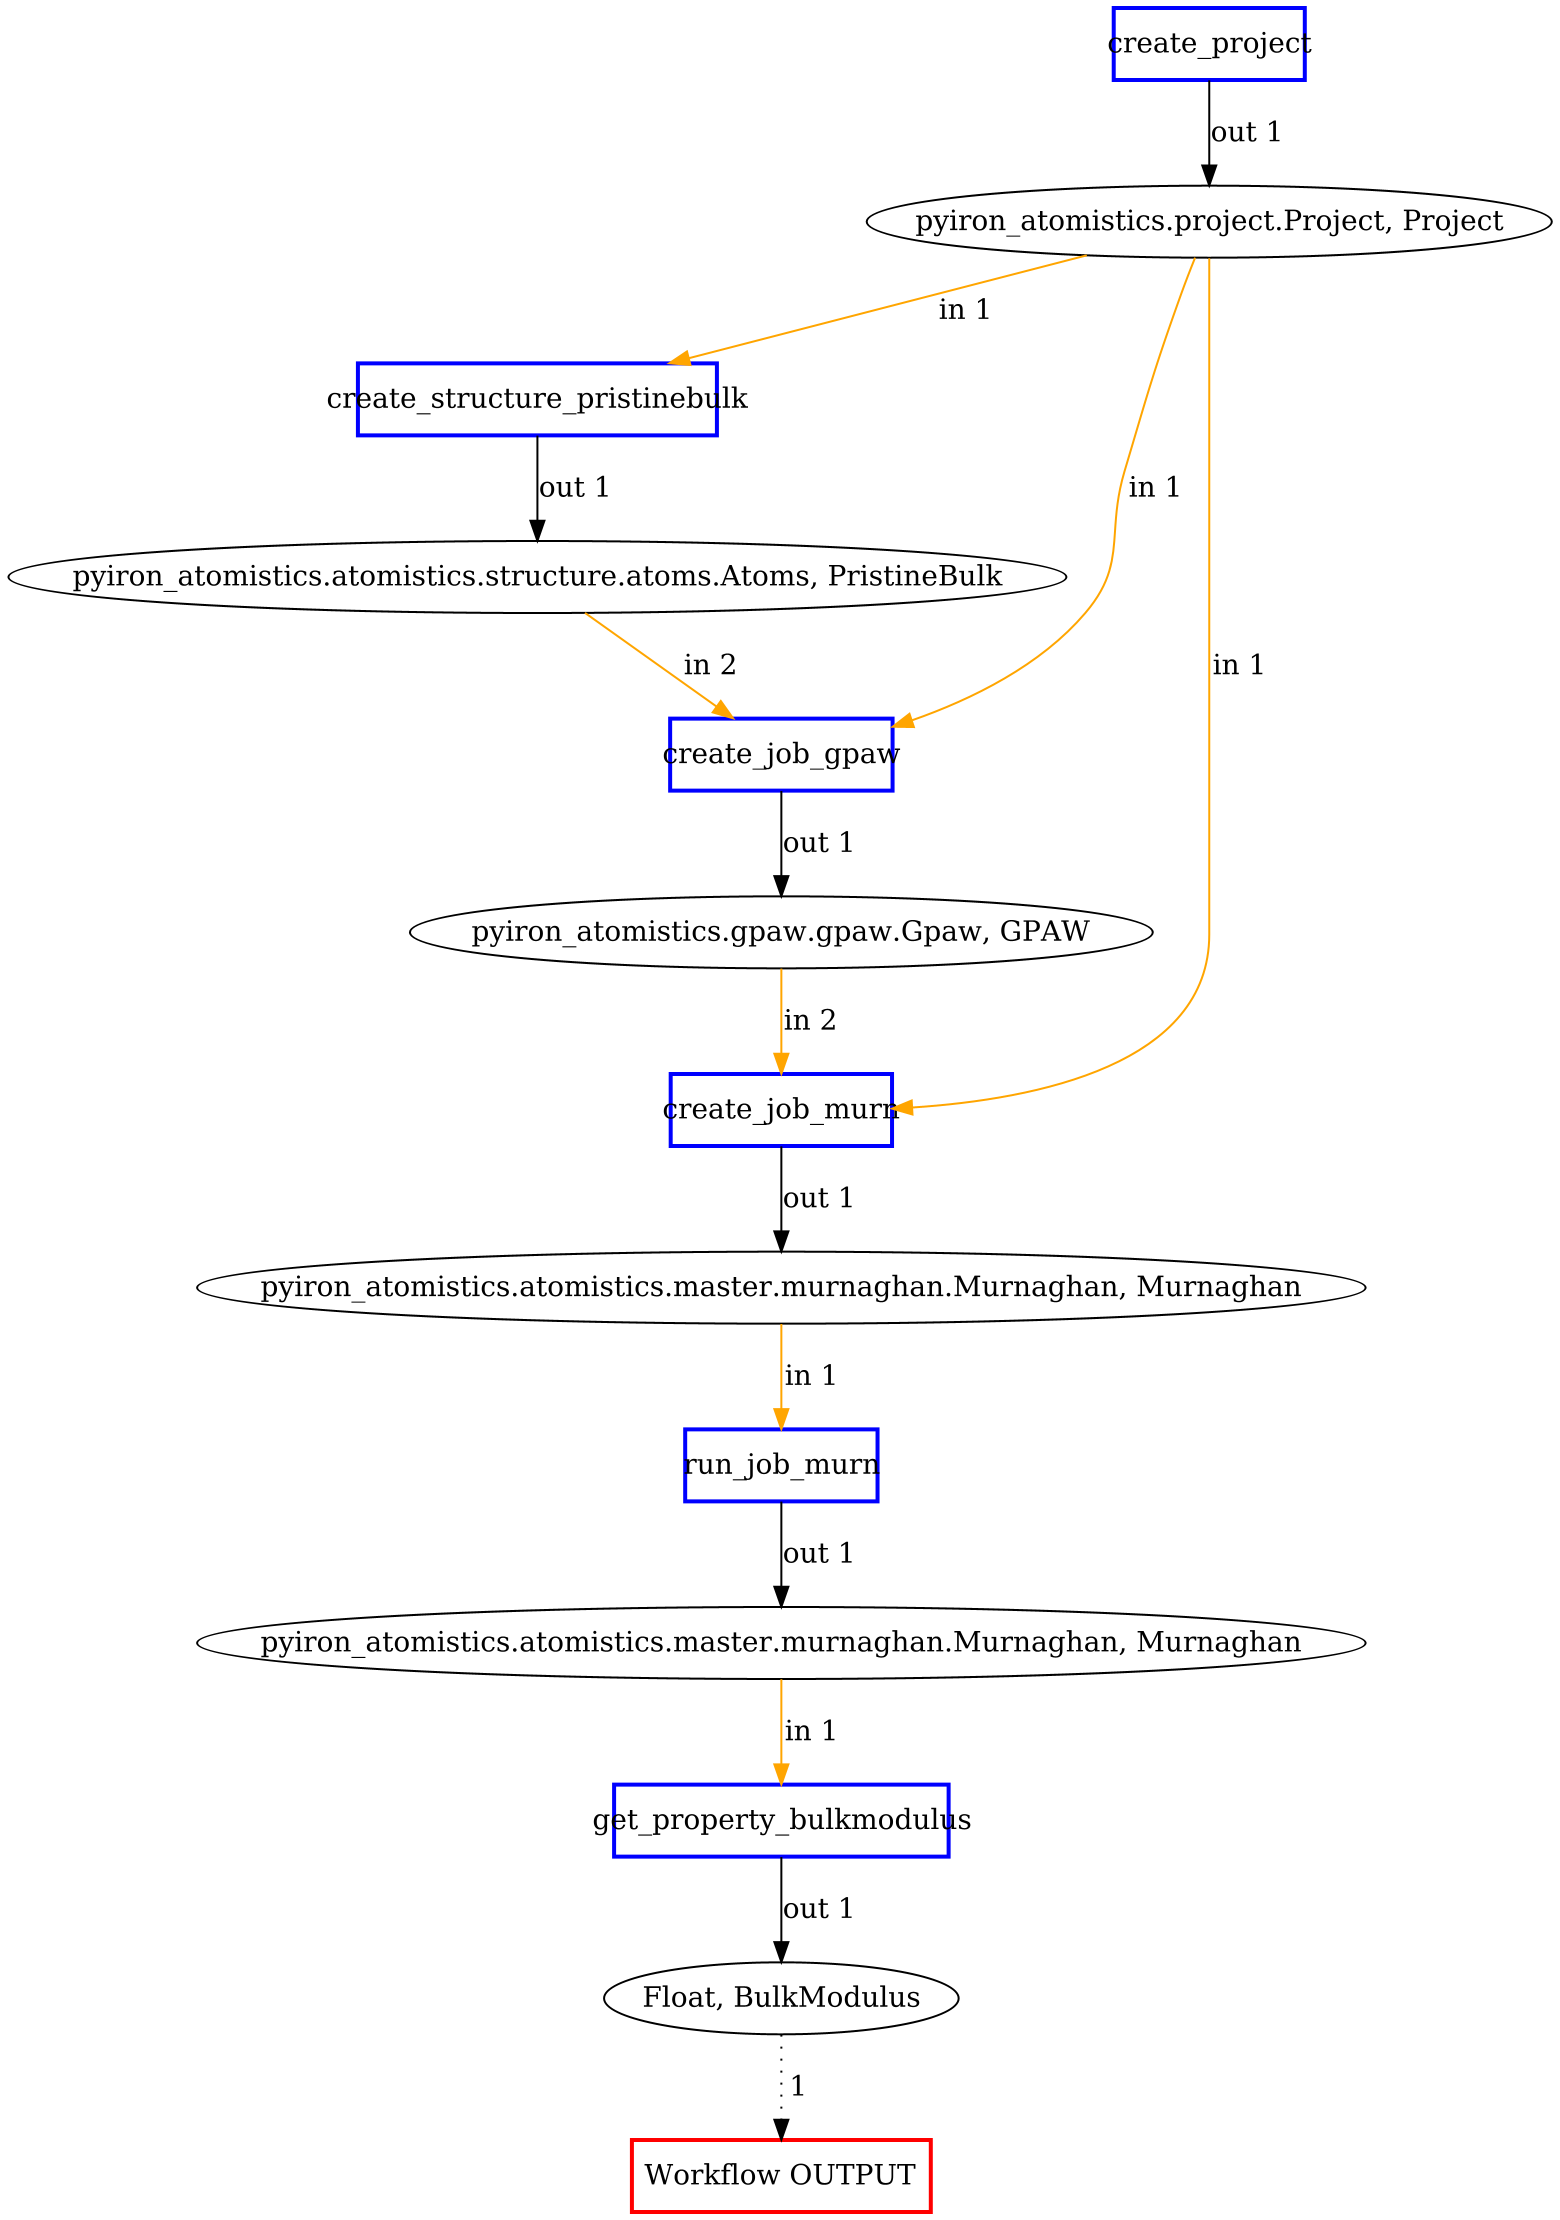 create_project
out 1
pyiron_atomistics.project.Project, Project
in 1
create_structure_pristinebulk
out 1
in 1
pyiron_atomistics.atomistics.structure.atoms.Atoms, PristineBulk
in 2
in 1
create_job_gpaw
out 1
pyiron_atomistics.gpaw.gpaw.Gpaw, GPAW
in 2
create_job_murn
out 1
pyiron_atomistics.atomistics.master.murnaghan.Murnaghan, Murnaghan
in 1
run_job_murn
out 1
pyiron_atomistics.atomistics.master.murnaghan.Murnaghan, Murnaghan
in 1
get_property_bulkmodulus
out 1
Float, BulkModulus
1
Workflow OUTPUT